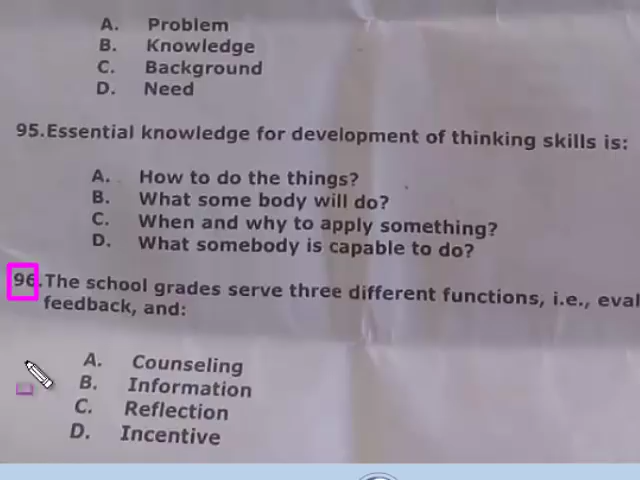 A. Problem
B. Knowledge
C. Background
D. Need
95.Essential knowledge for development of thinking skills is:
A. How to do the things?
B. What some body will do?
C. When and why to apply something?
D. What somebody is capable to do?
96.The school grades serve three different functions, i.e., eval
feedback, and:
A. Counseling
B. Information
C. Reflection
D. Incentive